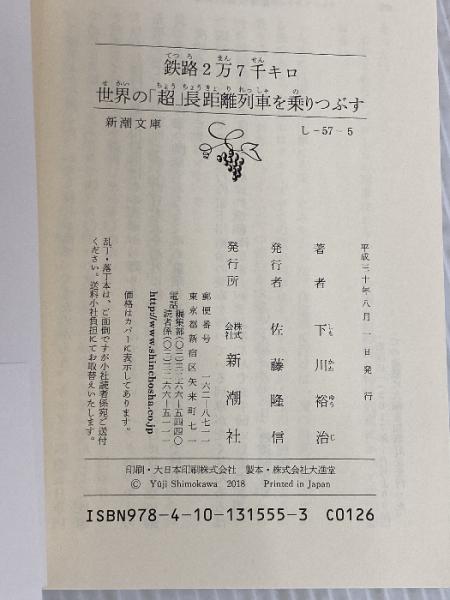 鉄路2万7千キロ
世界の「超」長距離列車を乗りつぶす
新潮文庫
し-57-5
平成三十年八月一日発行
著者 下川裕治
発行者 佐藤隆信
発行所 株式会社 新潮社
郵便番号 一六二-八七一一
東京都新宿区矢来町七一
電話 編集部(〇三)三二六六-五四四〇
読者係(〇三)三二六六-五一一一
http://www.shinchosha.co.jp
価格はカバーに表示してあります。
乱丁・落丁本は、ご面倒ですが小社読者係宛ご送付
ください。送料小社負担にてお取替えいたします。
印刷・大日本印刷株式会社 製本・株式会社大進堂
© Yūji Shimokawa 2018 Printed in Japan
ISBN978-4-10-131555-3 C0126